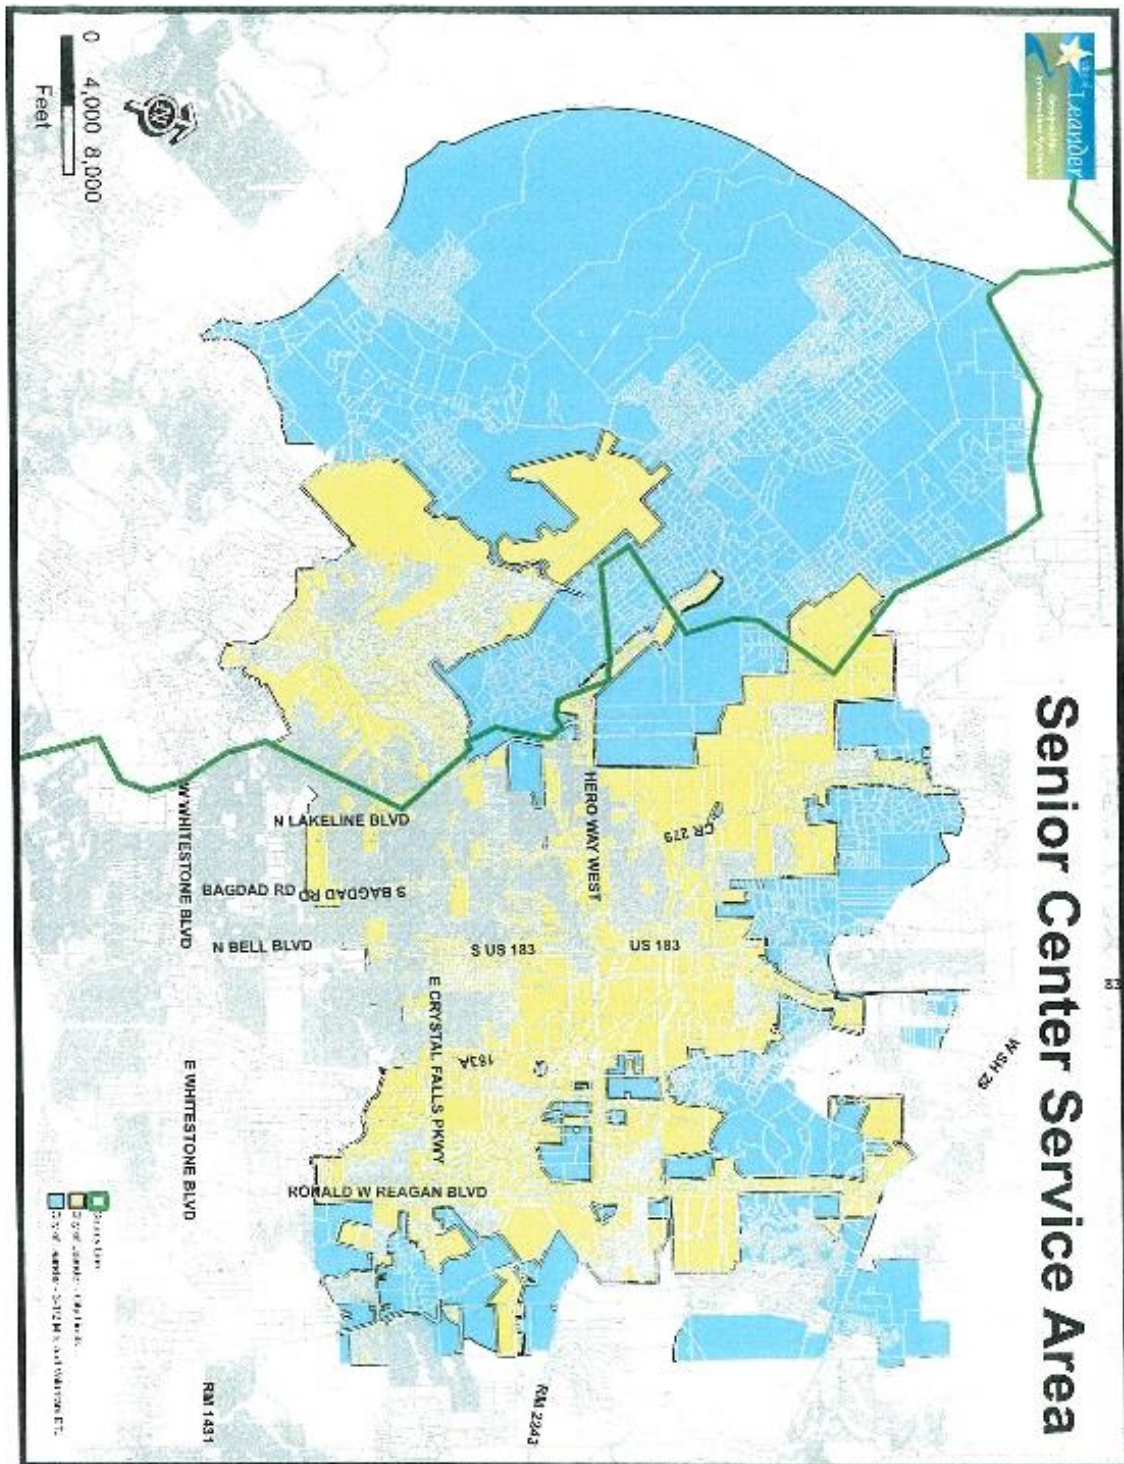 Senior Center Service Area
Leander
0 4,000 8,000
Feet
83
W SH 29
HERO WAY WEST
CR 279
N LAKELINE BLVD
W WHITESTONE BLVD
BAGDAD RD
S BAGDAD RD
N BELL BLVD
S US 183
US 183
E CRYSTAL FALLS PKWY
183A
E WHITESTONE BLVD
RONALD W REAGAN BLVD
RM 1431
RM 2243